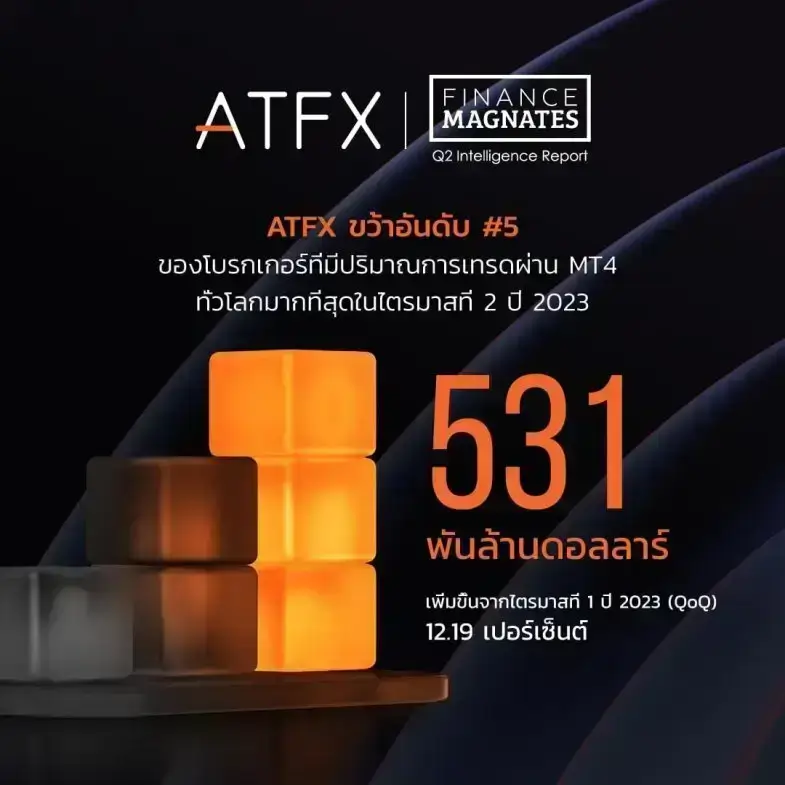 ATFX
FINANCE
MAGNATES
Q2 Intelligence Report
ATFX ขว้าอันดับ #5
ของโบรกเกอร์ที่มีปริมาณการเทรดผ่าน MT4
ทั่วโลกมากที่สุดในไตรมาสที่ 2 ปี 2023
531
พันล้านดอลลาร์
เพิ่มขึ้นจากไตรมาสที่ 1 ปี 2023 (QoQ)
12.19 เปอร์เซ็นต์